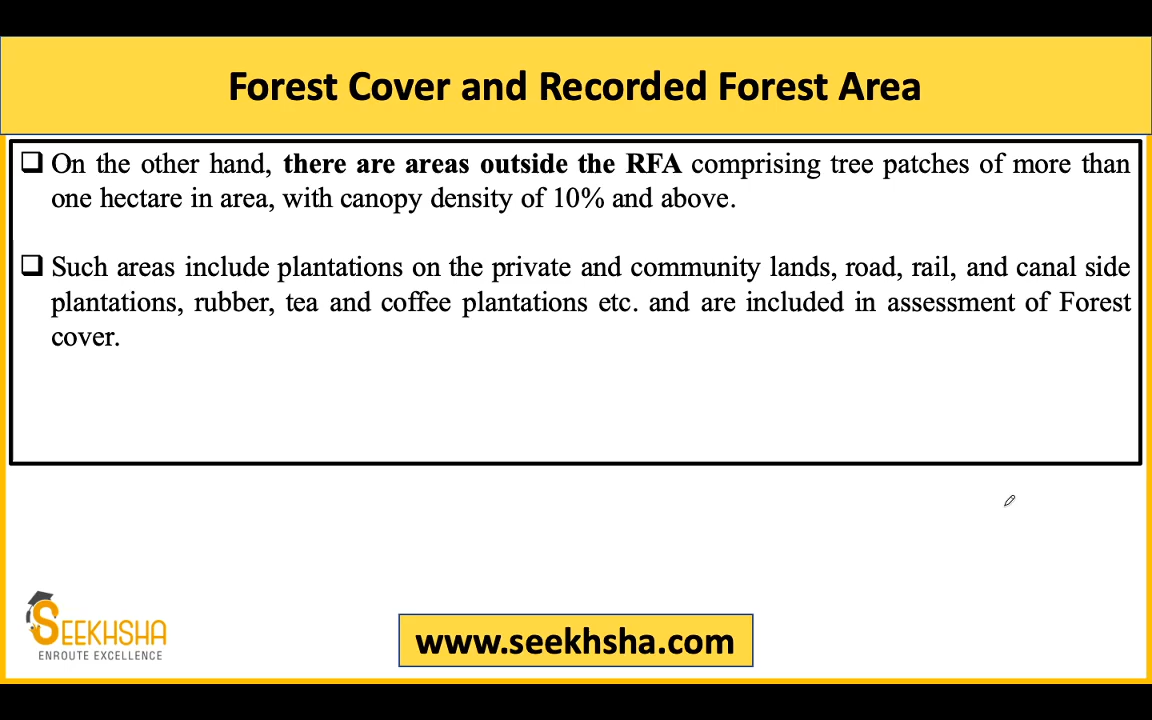 Forest Cover and Recorded Forest Area
On the other hand, there are areas outside the RFA comprising tree patches of more than
one hectare in area, with canopy density of 10% and above.
Such areas include plantations on the private and community lands, road, rail, and canal side
plantations, rubber, tea and coffee plantations etc. and are included in assessment of Forest
cover.
SEEKHSHA
ENROUTE EXCELLENCE
www.seekhsha.com